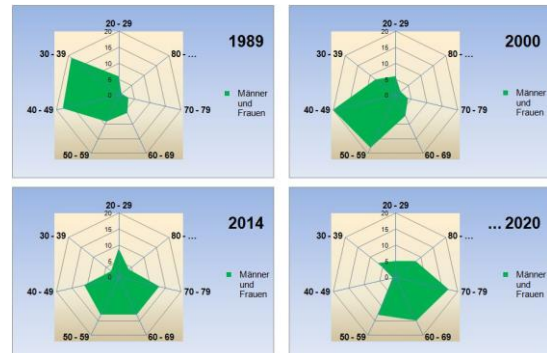 20 - 29
1989
20
15
10
5
0
30 - 39
80 - ...
40 - 49
70 - 79
50 - 59
60 - 69
Männer
und
Frauen
20 - 29
2000
20
15
10
5
0
30 - 39
80 - ...
40 - 49
70 - 79
50 - 59
60 - 69
Männer
und
Frauen
20 - 29
2014
20
15
10
5
0
30 - 39
80 - ...
40 - 49
70 - 79
50 - 59
60 - 69
Männer
und
Frauen
20 - 29
... 2020
20
15
10
5
0
30 - 39
80 - ...
40 - 49
70 - 79
50 - 59
60 - 69
Männer
und
Frauen